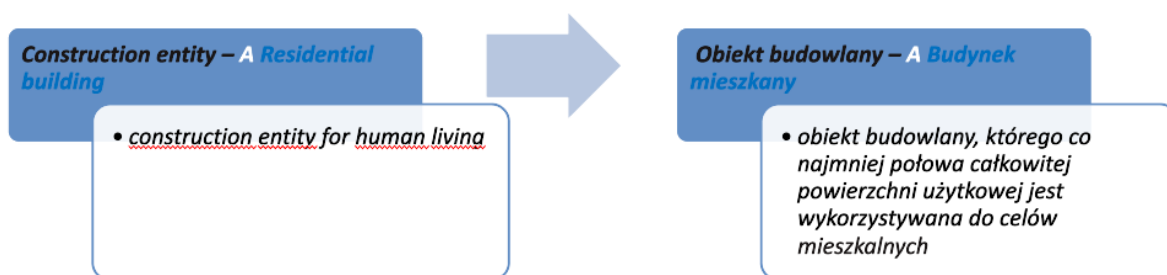 Construction entity – A Residential
building
• construction entity for human living
Obiekt budowlany – A Budynek
mieszkany
• obiekt budowlany, którego co
najmniej połowa całkowitej
powierzchni użytkowej jest
wykorzystywana do celów
mieszkalnych